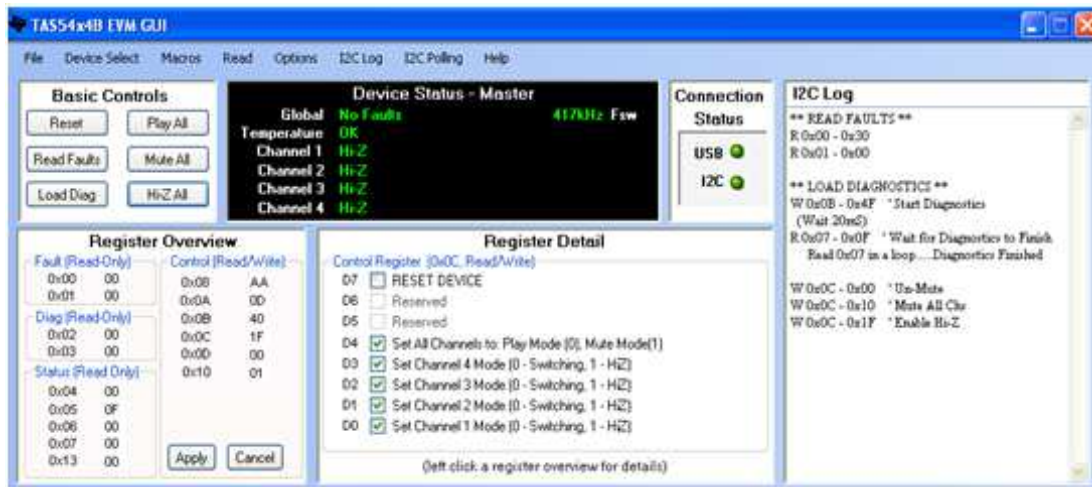 TAS54x4B EVM GUI
File Device Select Macros Read Options I2C Log I2C Polling Help
Basic Controls
Reset Play All
Read Faults Mute All
Load Diag Hi-Z All
Device Status - Master
Global No Faults 417kHz Fsw
Temperature OK
Channel 1 Hi-Z
Channel 2 Hi-Z
Channel 3 Hi-Z
Channel 4 Hi-Z
Connection
Status
USB
I2C
I2C Log
** READ FAULTS **
R 0x00 - 0x30
R 0x01 - 0x00
** LOAD DIAGNOSTICS **
W 0x0B - 0x4F ' Start Diagnostics
(Wait 20mS)
R 0x07 - 0x0F ' Wait for Diagnostics to Finish
Read 0x07 in a loop....Diagnostics Finished
W 0x0C - 0x00 ' Un-Mute
W 0x0C - 0x10 ' Mute All Chs
W 0x0C - 0x1F ' Enable Hi-Z
Register Overview
Fault (Read-Only)
0x00 00
0x01 00
Diag (Read-Only)
0x02 00
0x03 00
Status (Read Only)
0x04 00
0x05 0F
0x06 00
0x07 00
0x13 00
Control (Read/Write)
0x08 AA
0x0A 0D
0x0B 40
0x0C 1F
0x0D 00
0x10 01
Apply Cancel
Register Detail
Control Register (0x0C, Read/Write)
D7 RESET DEVICE
D6 Reserved
D5 Reserved
D4 Set All Channels to: Play Mode (0), Mute Mode(1)
D3 Set Channel 4 Mode (0 - Switching, 1 - HiZ)
D2 Set Channel 3 Mode (0 - Switching, 1 - HiZ)
D1 Set Channel 2 Mode (0 - Switching, 1 - HiZ)
D0 Set Channel 1 Mode (0 - Switching, 1 - HiZ)
(left click a register overview for details)